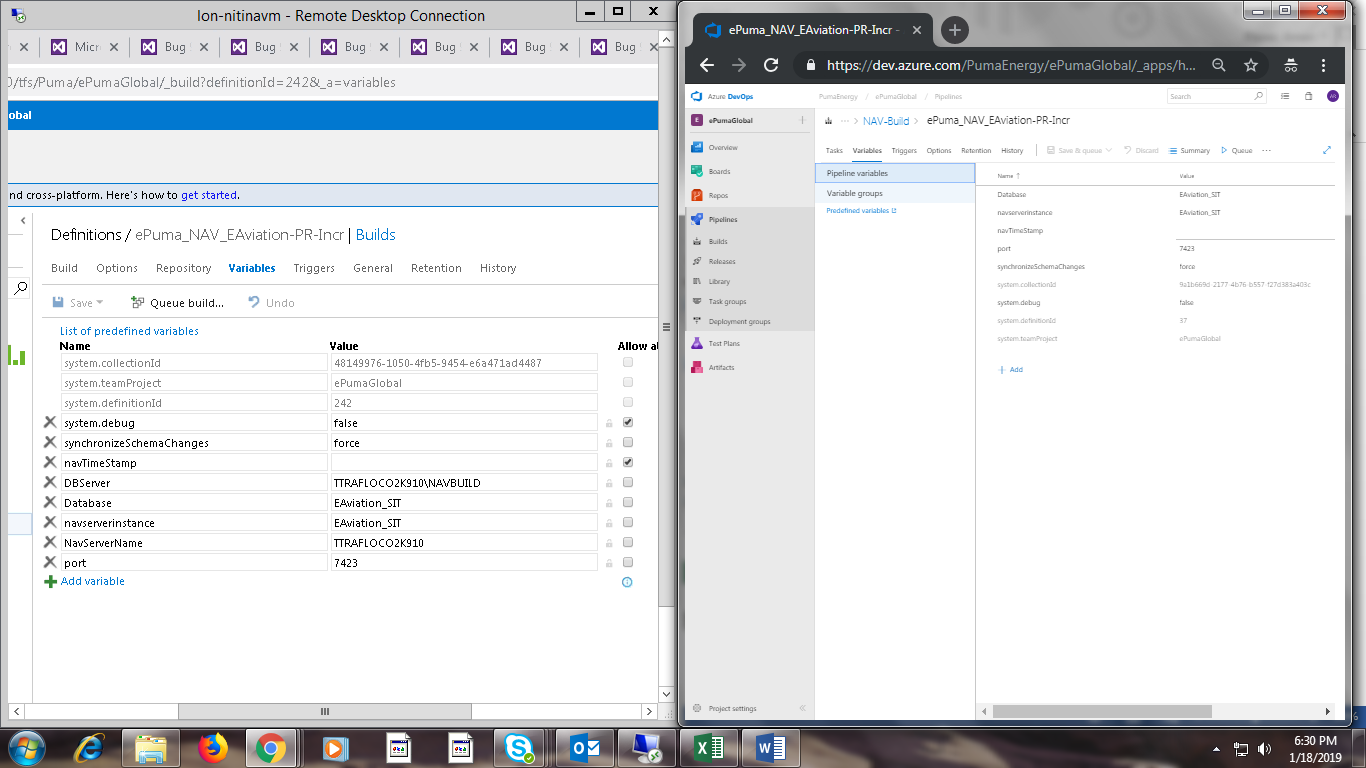 lon-nitinavm - Remote Desktop Connection
Micr
Bug
Bug
Bug
Bug
Bug
Bug
0/tfs/Puma/ePumaGlobal/_build?definitionId=242&_a=variables
obal
nd cross-platform. Here's how to get started.
Definitions / ePuma_NAV_EAviation-PR-Incr | Builds
Build Options Repository Variables Triggers General Retention History
Save Queue build... Undo
List of predefined variables
Name Value Allow a
system.collectionId 48149976-1050-4fb5-9454-e6a471ad4487
system.teamProject ePumaGlobal
system.definitionId 242
system.debug false
synchronizeSchemaChanges force
navTimeStamp
DBServer TTRAFLOCO2K910\NAVBUILD
Database EAviation_SIT
navserverinstance EAviation_SIT
NavServerName TTRAFLOCO2K910
port 7423
Add variable
ePuma_NAV_EAviation-PR-Incr -
https://dev.azure.com/PumaEnergy/ePumaGlobal/_apps/h...
Azure DevOps PumaEnergy / ePumaGlobal / Pipelines Search AR
E ePumaGlobal
Overview
Boards
Repos
Pipelines
Builds
Releases
Library
Task groups
Deployment groups
Test Plans
Artifacts
Project settings
... > NAV-Build > ePuma_NAV_EAviation-PR-Incr
Tasks Variables Triggers Options Retention History Save & queue Discard Summary Queue ...
Pipeline variables
Variable groups
Predefined variables
Name ↑ Value
Database EAviation_SIT
navserverinstance EAviation_SIT
navTimeStamp
port 7423
synchronizeSchemaChanges force
system.collectionId 9a1b669d-2177-4b76-b557-f27d383a403c
system.debug false
system.definitionId 37
system.teamProject ePumaGlobal
Add
6:30 PM
1/18/2019